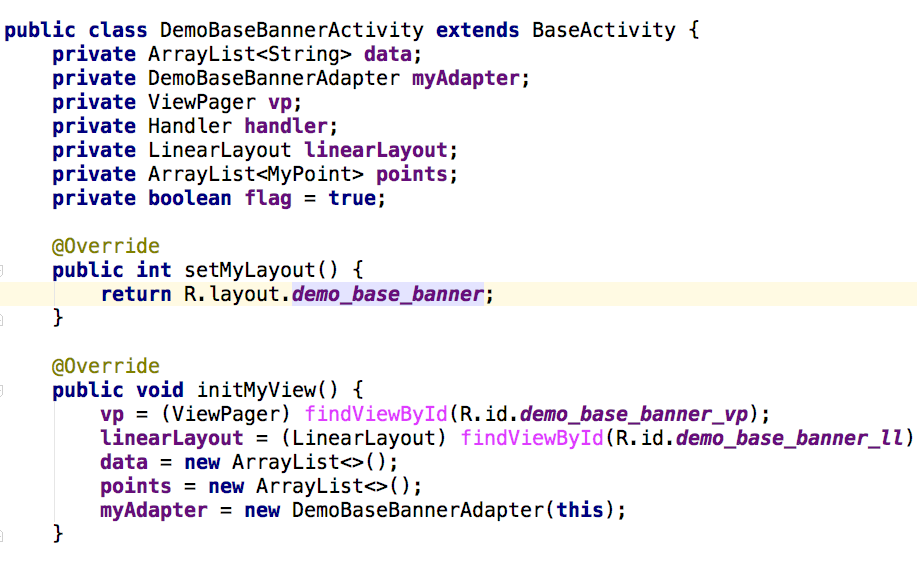 public class DemoBaseBannerActivity extends BaseActivity {
    private ArrayList<String> data;
    private DemoBaseBannerAdapter myAdapter;
    private ViewPager vp;
    private Handler handler;
    private LinearLayout linearLayout;
    private ArrayList<MyPoint> points;
    private boolean flag = true;

    @Override
    public int setMyLayout() {
        return R.layout.demo_base_banner;
    }

    @Override
    public void initMyView() {
        vp = (ViewPager) findViewById(R.id.demo_base_banner_vp);
        linearLayout = (LinearLayout) findViewById(R.id.demo_base_banner_ll)
        data = new ArrayList<>();
        points = new ArrayList<>();
        myAdapter = new DemoBaseBannerAdapter(this);
    }